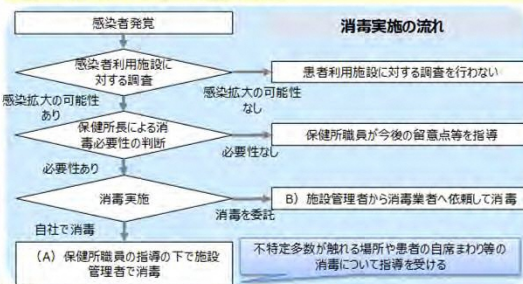 感染者発覚
消毒実施の流れ
感染者利用施設に
対する調査
患者利用施設に対する調査を行わない
感染拡大の可能性
なし
感染拡大の可能性
あり
保健所長による消
毒必要性の判断
保健所職員が今後の留意点等を指導
必要性なし
必要性あり
消毒実施
B）施設管理者から消毒業者へ依頼して消毒
消毒を委託
自社で消毒
（A）保健所職員の指導の下で施設
管理者で消毒
不特定多数が触れる場所や患者の自席まわり等の
消毒について指導を受ける